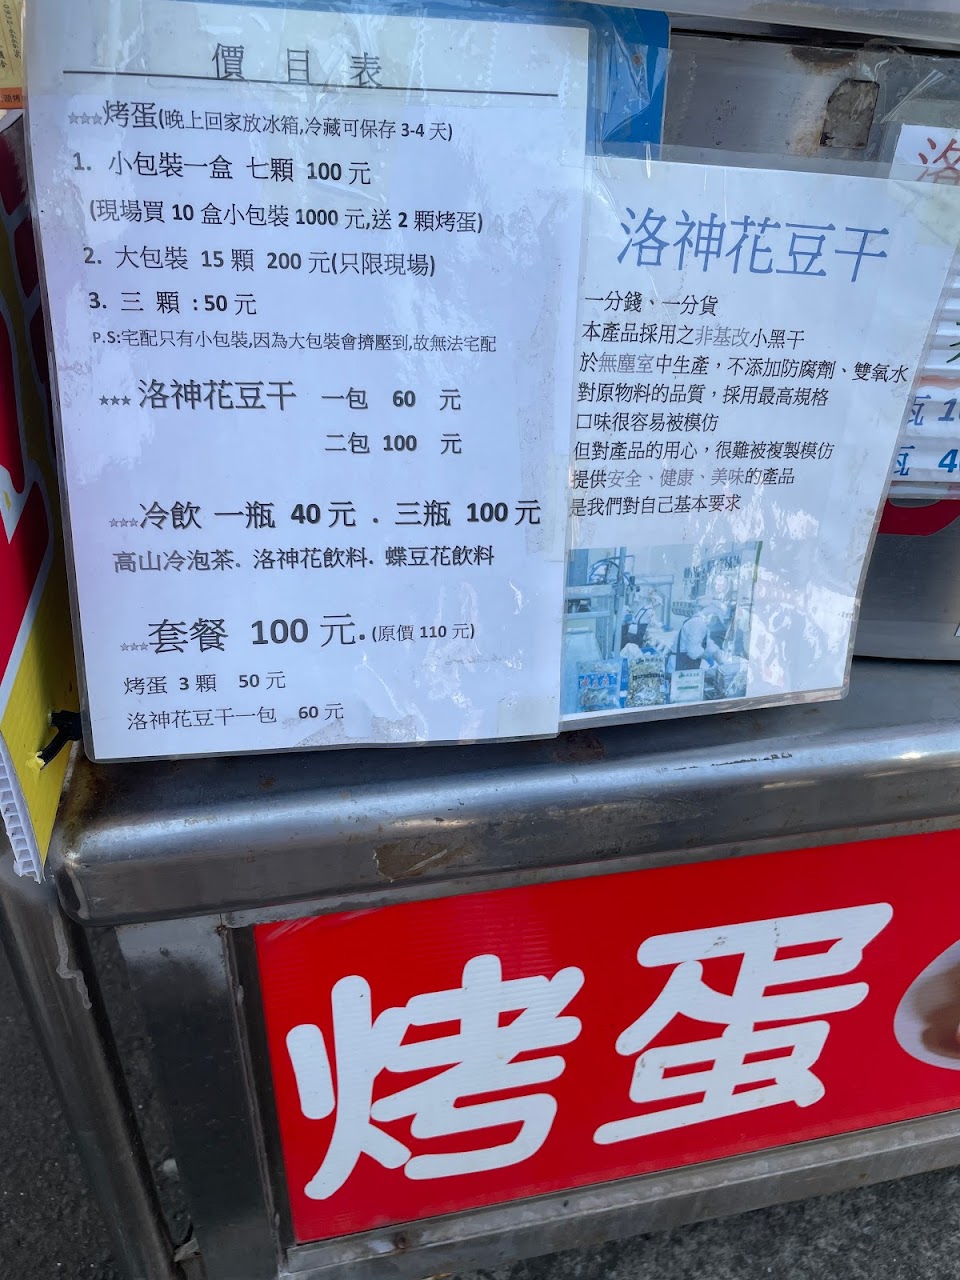 價目表
☆☆☆烤蛋(晚上回家放冰箱,冷藏可保存 3-4 天)
1. 小包裝一盒 七顆 100 元
(現場買 10 盒小包裝 1000 元,送 2 顆烤蛋)
2. 大包裝 15 顆 200 元(只限現場)
3. 三 顆 : 50 元
P.S:宅配只有小包裝,因為大包裝會擠壓到,故無法宅配
☆☆☆ 洛神花豆干 一包 60 元
二包 100 元
☆☆☆冷飲 一瓶 40 元 . 三瓶 100 元
高山冷泡茶. 洛神花飲料. 蝶豆花飲料
☆☆☆套餐 100 元. (原價 110 元)
烤蛋 3 顆 50 元
洛神花豆干一包 60 元
洛神花豆干
一分錢、一分貨
本產品採用之非基改小黑干
於無塵室中生產，不添加防腐劑、雙氧水
對原物料的品質，採用最高規格
口味很容易被模仿
但對產品的用心，很難被複製模仿
提供安全、健康、美味的產品
是我們對自己基本要求
洛
烤蛋